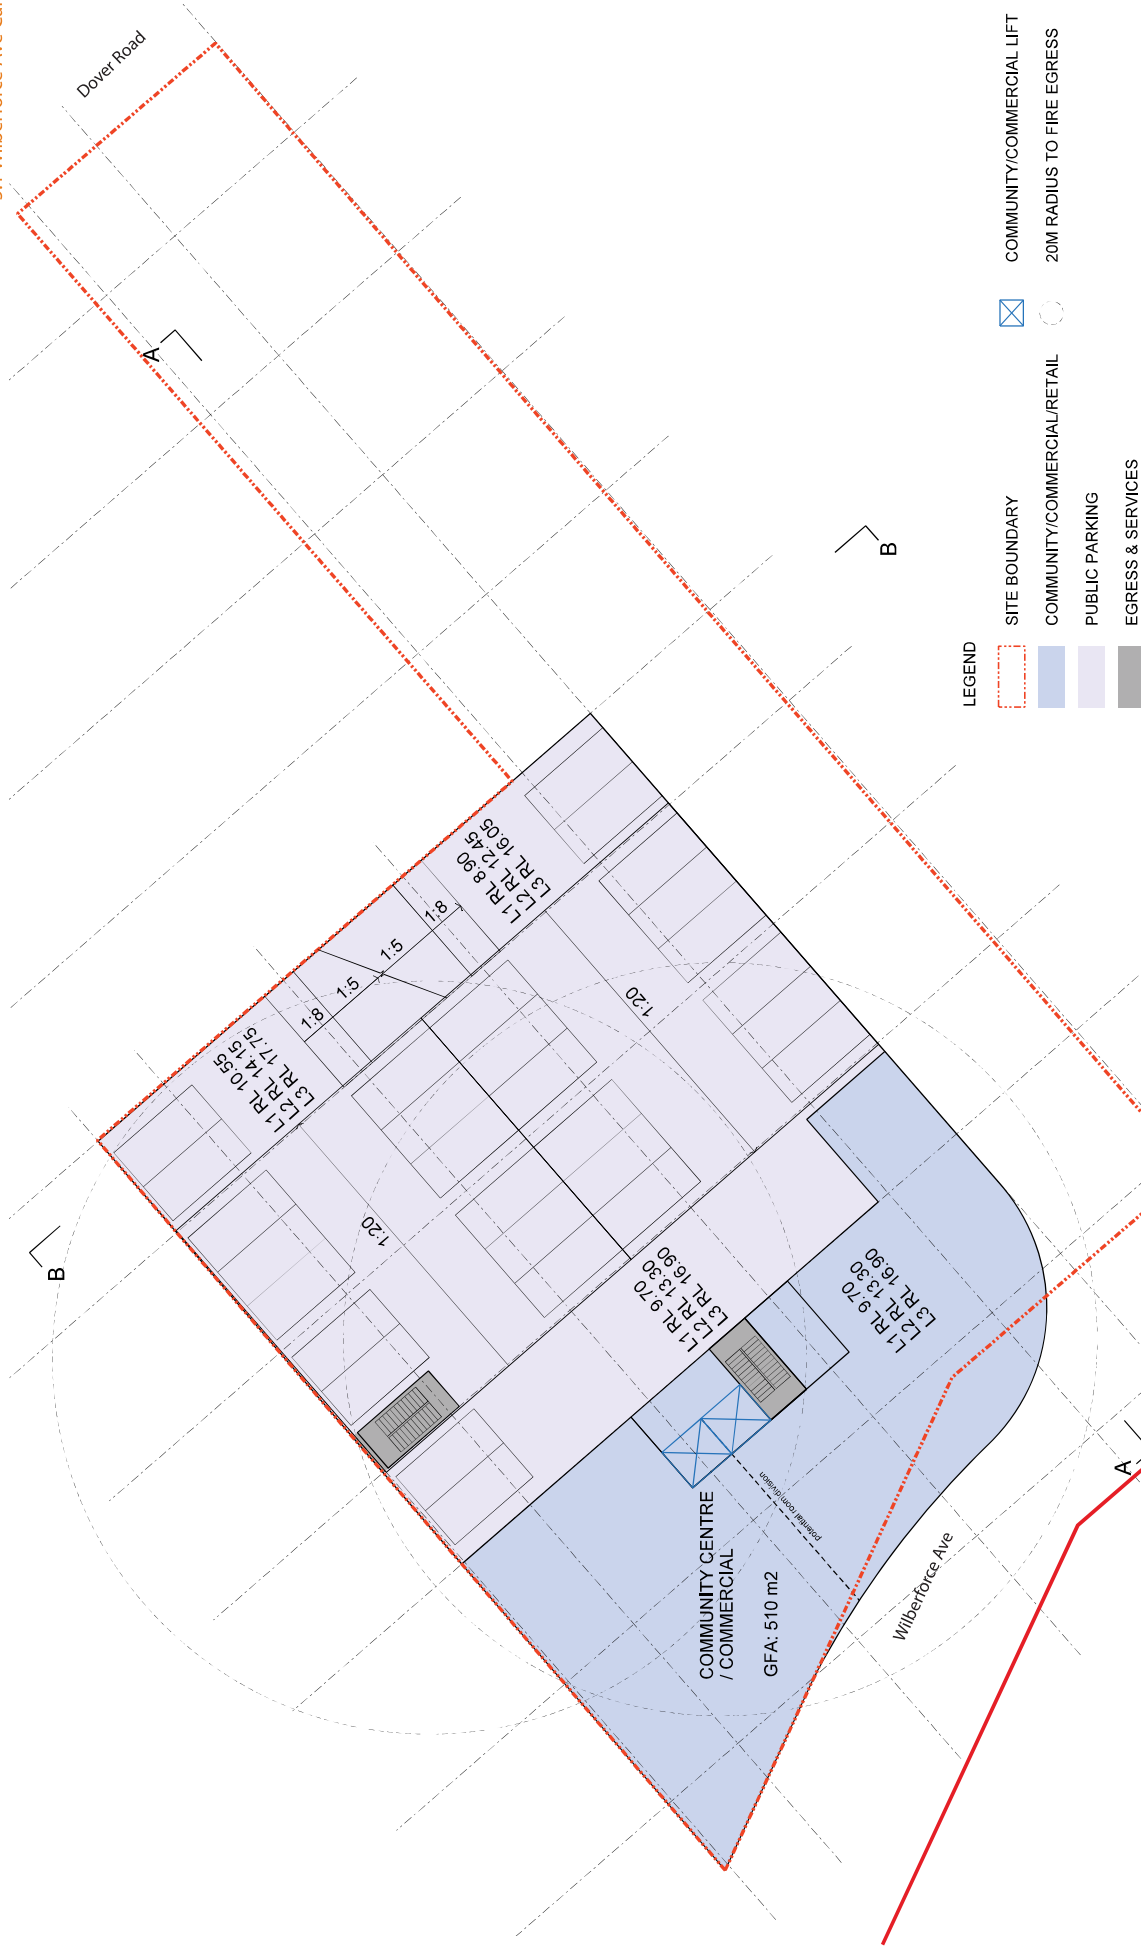 Dover Road
A
B
L1 RL 8.90
L2 RL 12.45
L3 RL 16.05
1:8
1:5
1:5
1:8
L1 RL 10.55
L2 RL 14.15
L3 RL 17.75
1:20
1:20
B
L1 RL 9.70
L2 RL 13.30
L3 RL 16.90
L1 RL 9.70
L2 RL 13.30
L3 RL 16.90
COMMUNITY CENTRE
/ COMMERCIAL
GFA: 510 m2
potential room division
Wilberforce Ave
A
LEGEND
SITE BOUNDARY
COMMUNITY/COMMERCIAL/RETAIL
PUBLIC PARKING
EGRESS & SERVICES
COMMUNITY/COMMERCIAL LIFT
20M RADIUS TO FIRE EGRESS